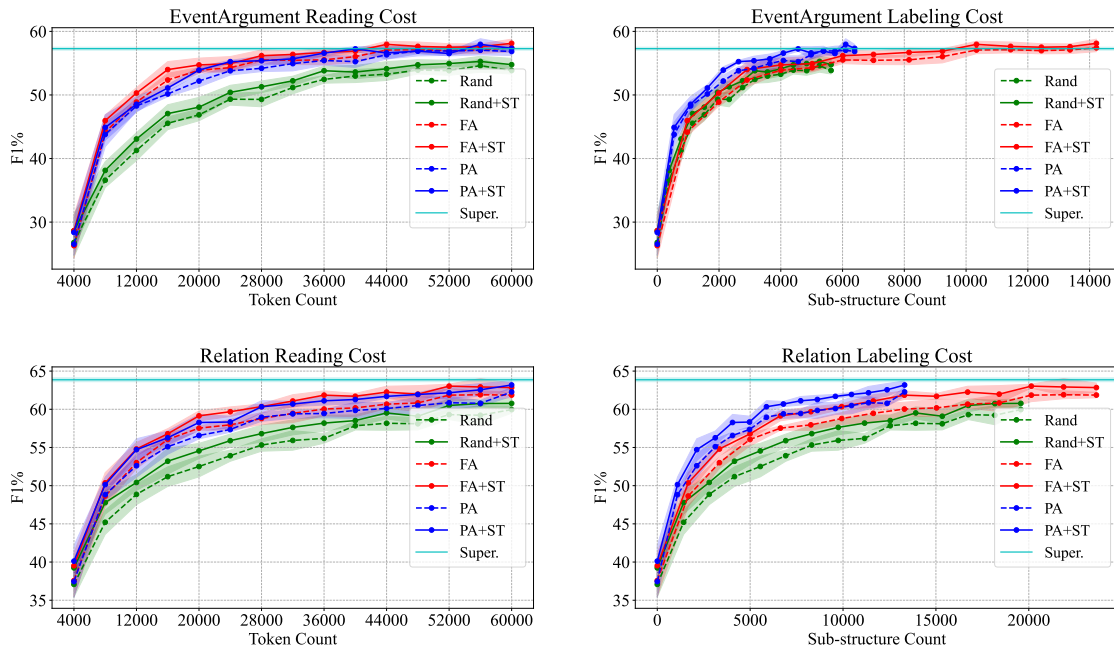 EventArgument Reading Cost
F1%
60
50
40
30
4000 12000 20000 28000 36000 44000 52000 60000
Token Count
Rand
Rand+ST
FA
FA+ST
PA
PA+ST
Super.
EventArgument Labeling Cost
F1%
60
50
40
30
0 2000 4000 6000 8000 10000 12000 14000
Sub-structure Count
Rand
Rand+ST
FA
FA+ST
PA
PA+ST
Super.
Relation Reading Cost
F1%
65
60
55
50
45
40
35
4000 12000 20000 28000 36000 44000 52000 60000
Token Count
Rand
Rand+ST
FA
FA+ST
PA
PA+ST
Super.
Relation Labeling Cost
F1%
65
60
55
50
45
40
35
0 5000 10000 15000 20000
Sub-structure Count
Rand
Rand+ST
FA
FA+ST
PA
PA+ST
Super.